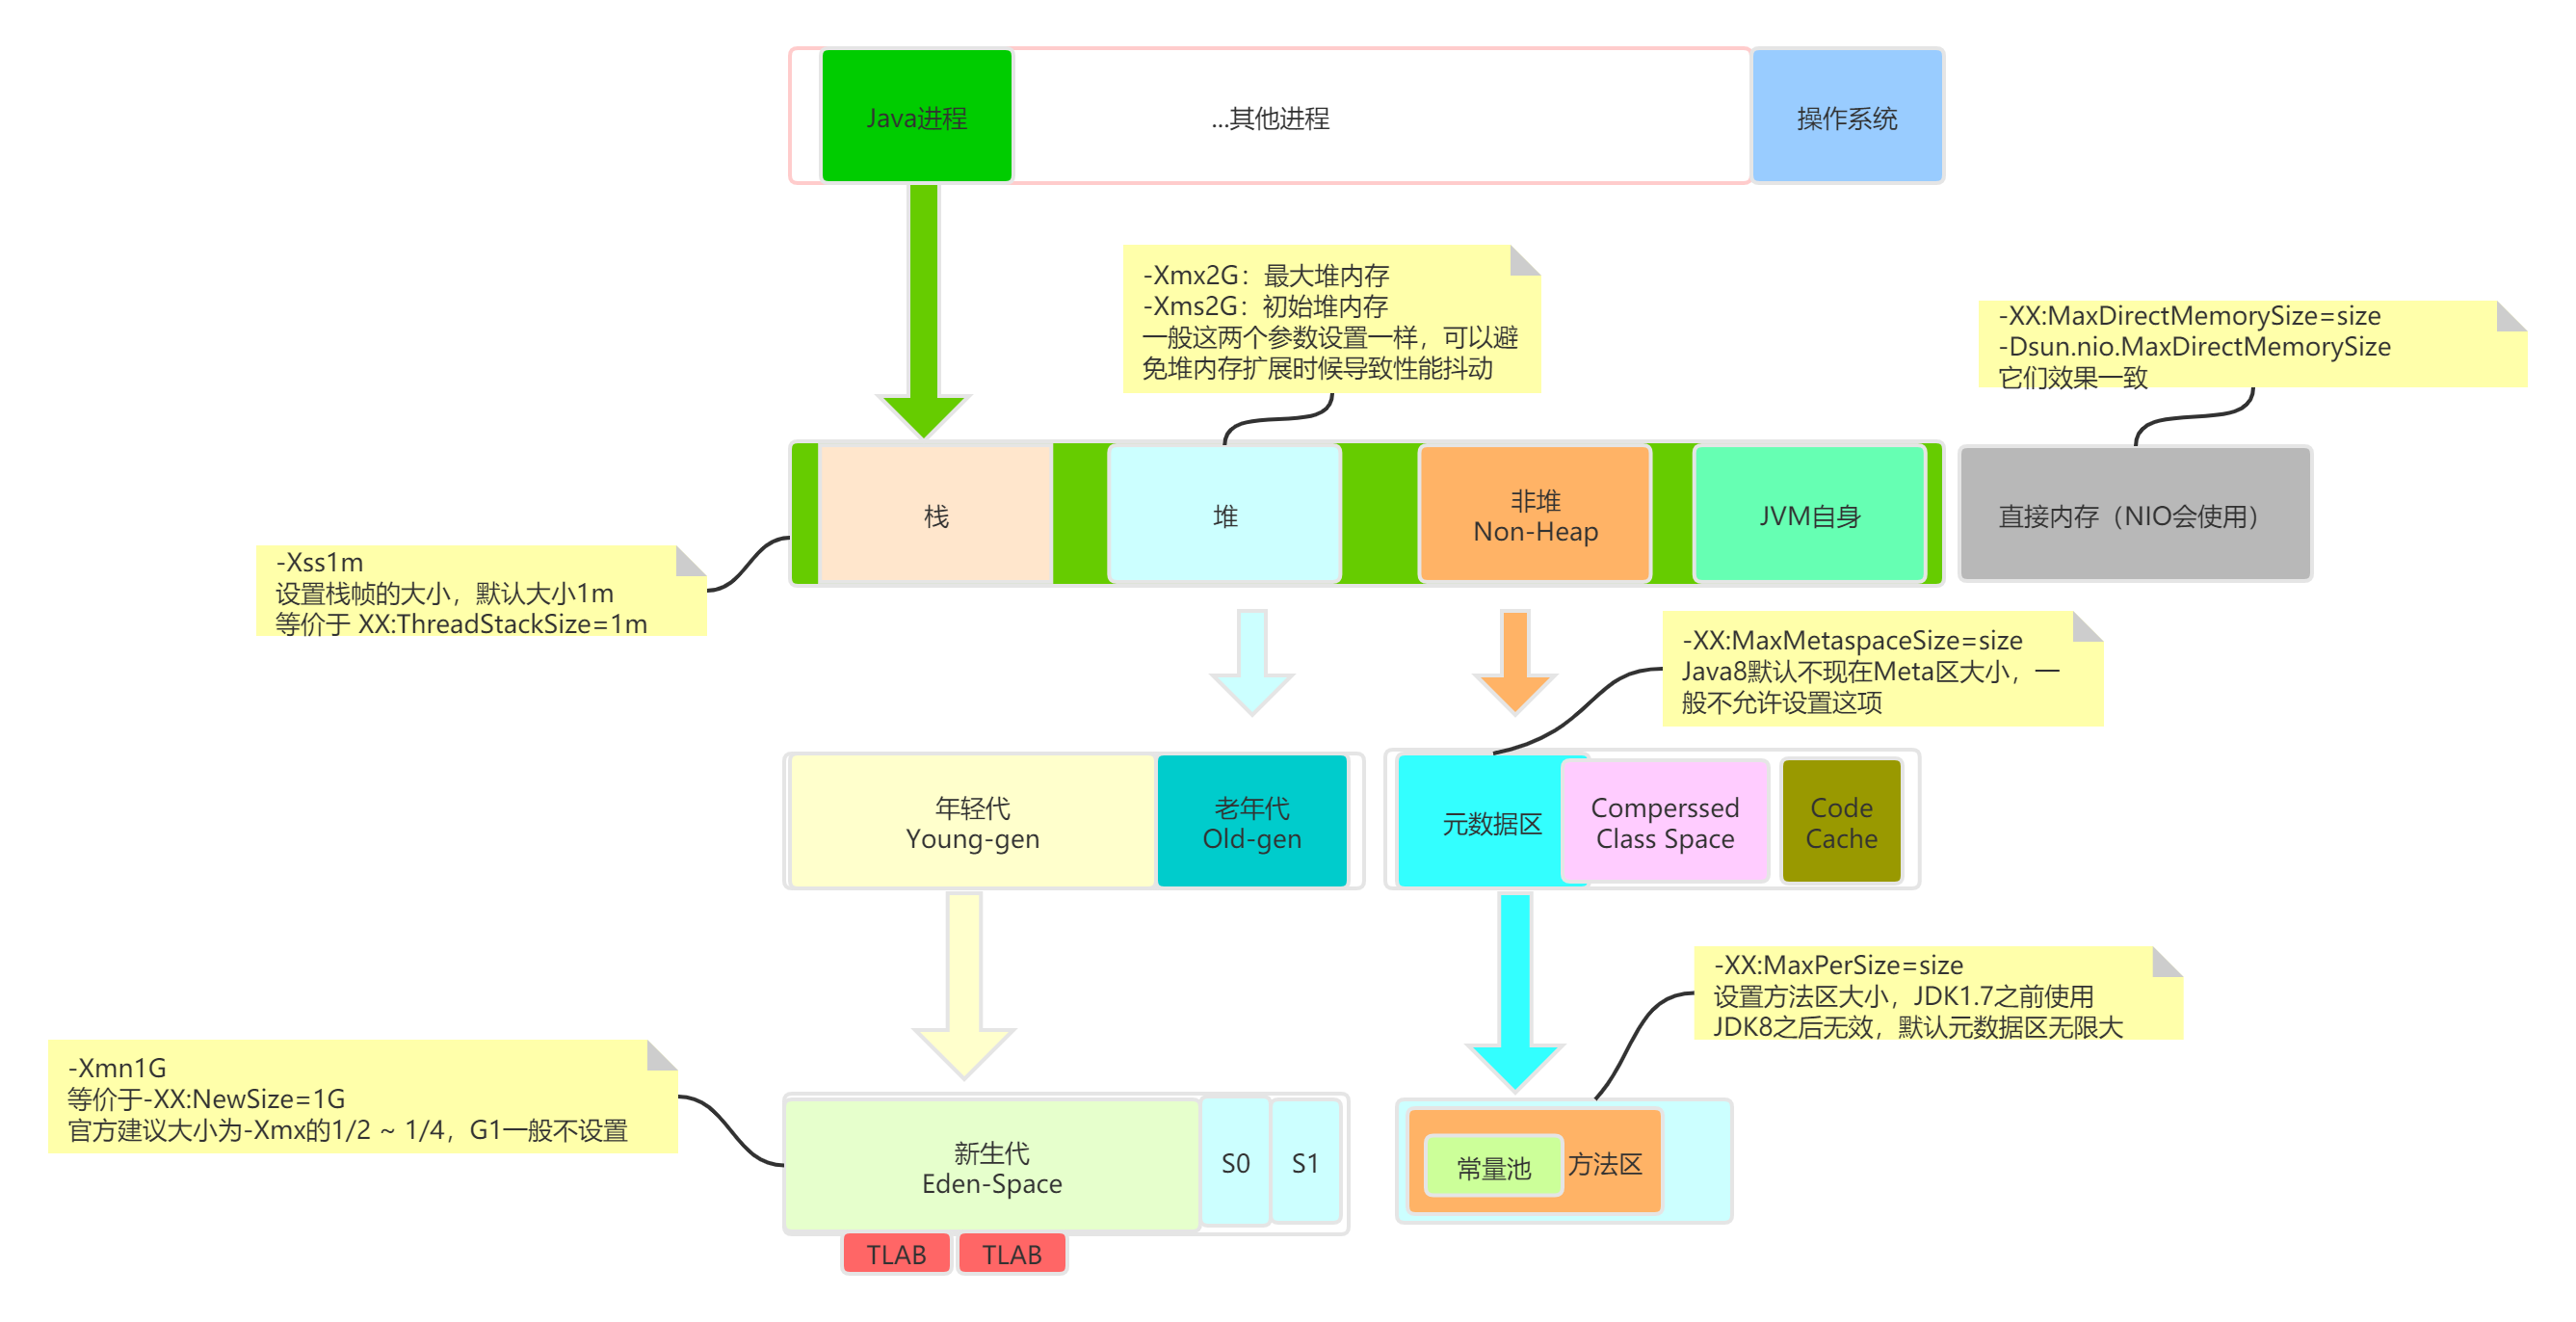 Java进程
...其他进程
操作系统
-Xmx2G：最大堆内存
-Xms2G：初始堆内存
一般这两个参数设置一样，可以避
免堆内存扩展时候导致性能抖动
-XX:MaxDirectMemorySize=size
-Dsun.nio.MaxDirectMemorySize
它们效果一致
栈
堆
非堆
Non-Heap
JVM自身
直接内存（NIO会使用）
-Xss1m
设置栈帧的大小，默认大小1m
等价于 XX:ThreadStackSize=1m
-XX:MaxMetaspaceSize=size
Java8默认不现在Meta区大小，一
般不允许设置这项
年轻代
Young-gen
老年代
Old-gen
元数据区
Comperssed
Class Space
Code
Cache
-XX:MaxPerSize=size
设置方法区大小，JDK1.7之前使用
JDK8之后无效，默认元数据区无限大
-Xmn1G
等价于-XX:NewSize=1G
官方建议大小为-Xmx的1/2 ~ 1/4，G1一般不设置
新生代
Eden-Space
S0
S1
常量池
方法区
TLAB
TLAB